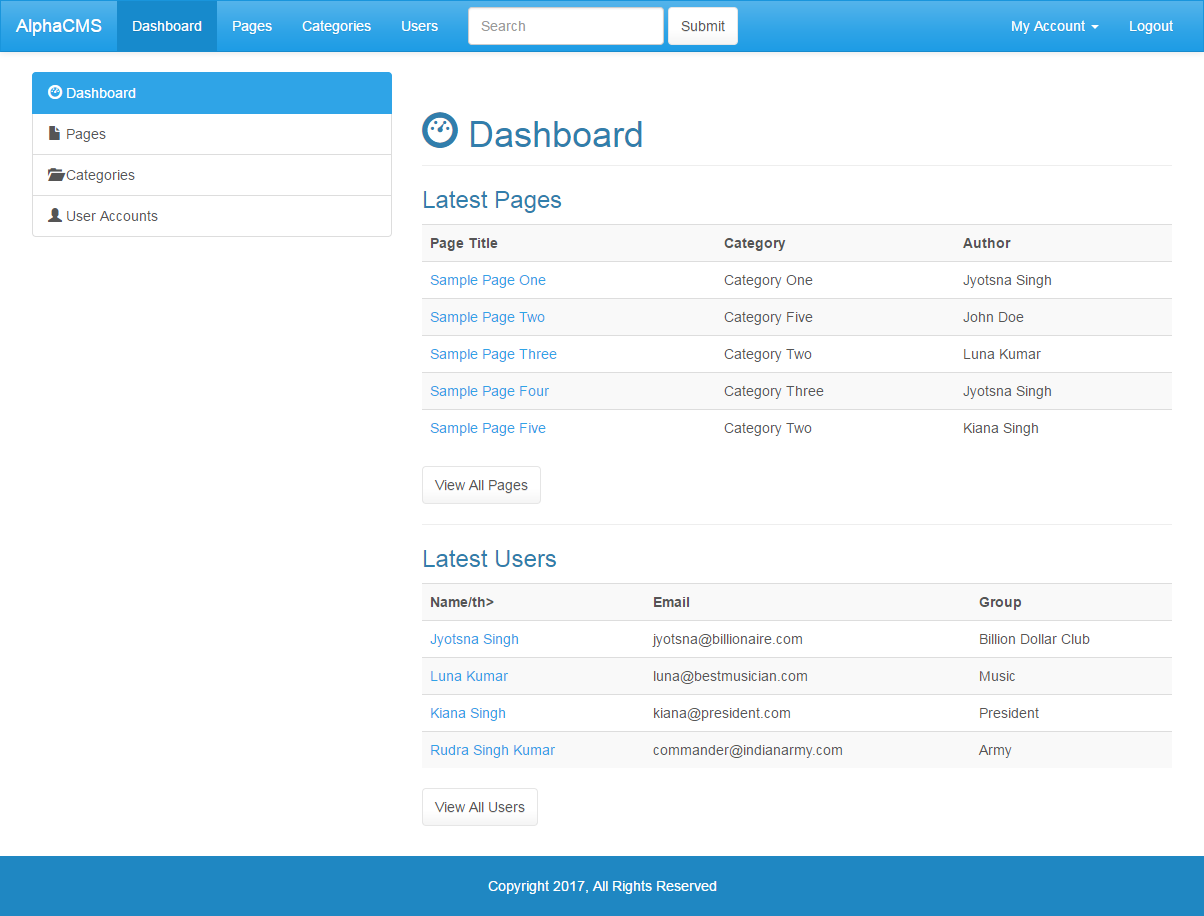 AlphaCMS Dashboard Pages Categories Users Search Submit My Account Logout
Dashboard
Pages
Categories
User Accounts
Dashboard
Latest Pages
Page Title Category Author
Sample Page One Category One Jyotsna Singh
Sample Page Two Category Five John Doe
Sample Page Three Category Two Luna Kumar
Sample Page Four Category Three Jyotsna Singh
Sample Page Five Category Two Kiana Singh
View All Pages
Latest Users
Name/th> Email Group
Jyotsna Singh jyotsna@billionaire.com Billion Dollar Club
Luna Kumar luna@bestmusician.com Music
Kiana Singh kiana@president.com President
Rudra Singh Kumar commander@indianarmy.com Army
View All Users
Copyright 2017, All Rights Reserved